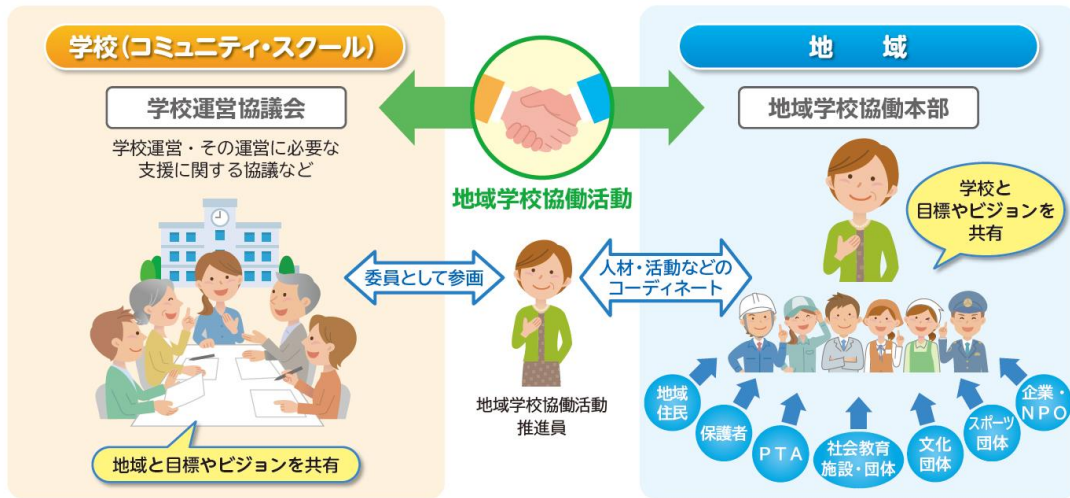 学校(コミュニティ・スクール)
学校運営協議会
学校運営・その運営に必要な
支援に関する協議など
地域と目標やビジョンを共有
地域学校協働活動
委員として参画
人材・活動などの
コーディネート
地域学校協働活動
推進員
地　域
地域学校協働本部
学校と
目標やビジョンを
共有
地域
住民
保護者
PTA
社会教育
施設・団体
文化
団体
スポーツ
団体
企業・
NPO